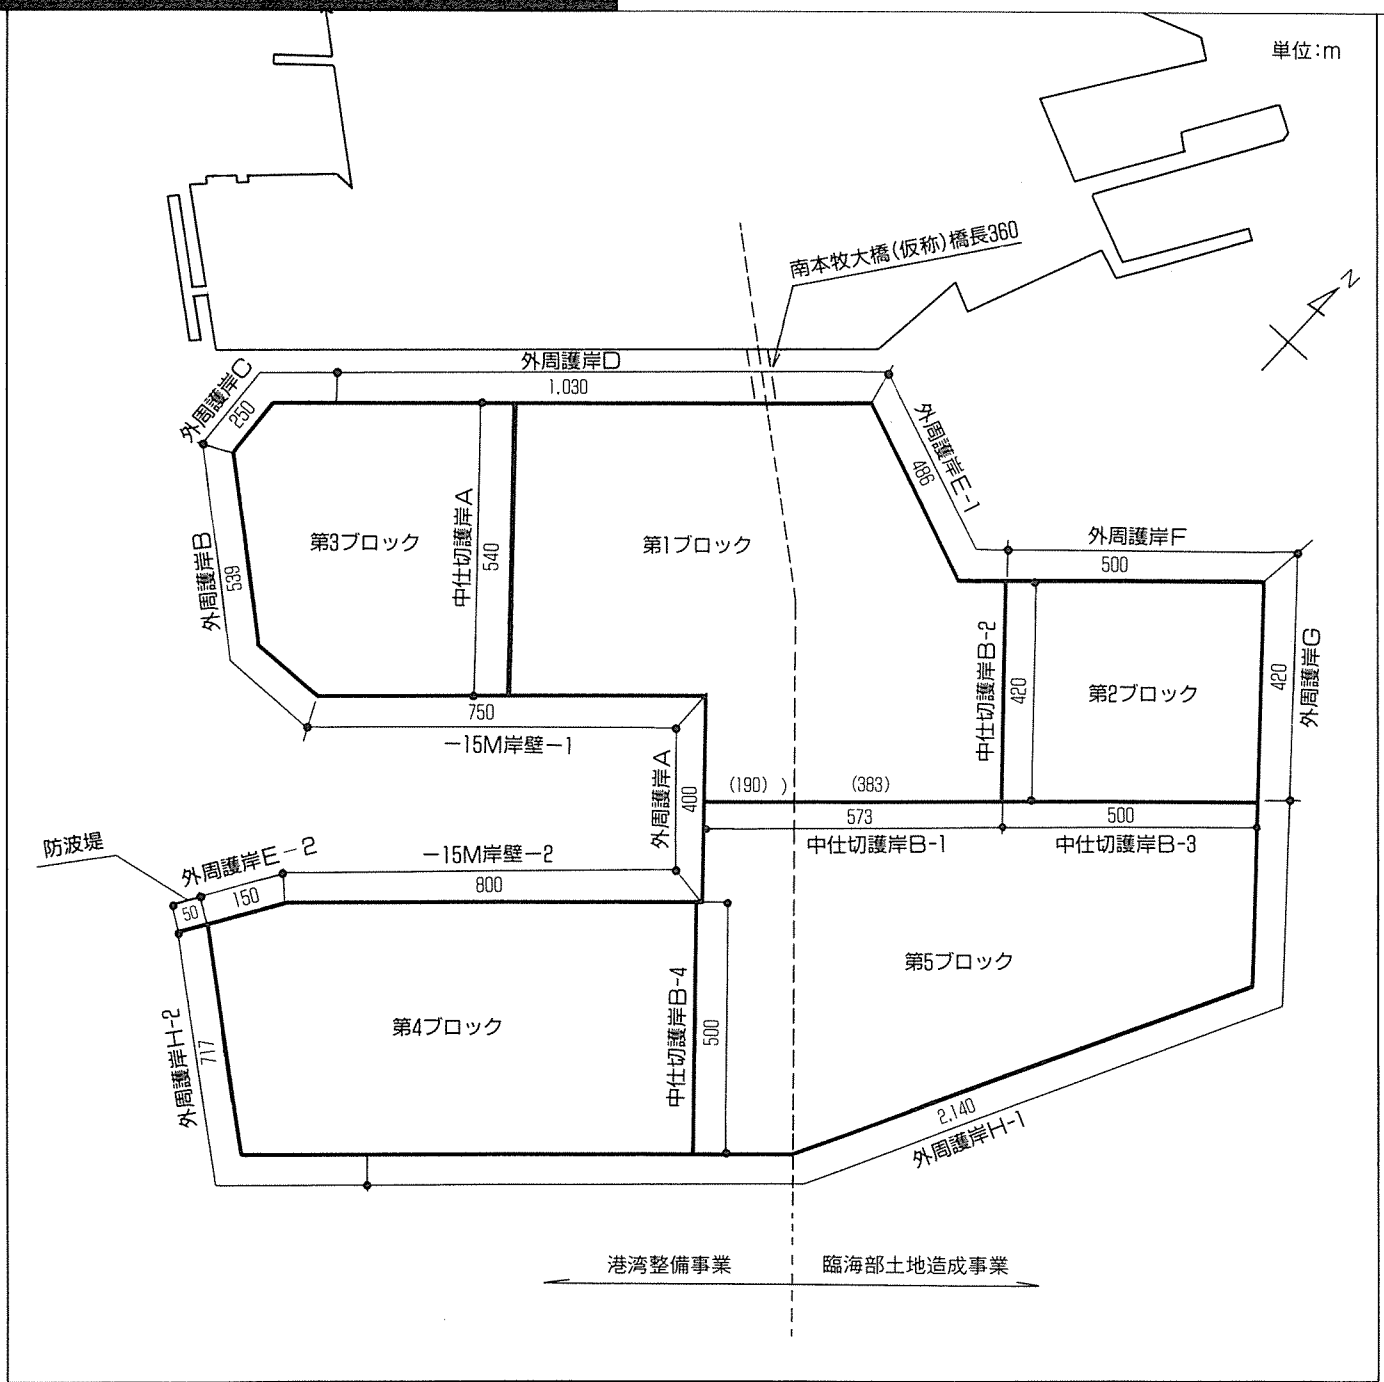 単位:m
南本牧大橋(仮称)橋長360
N
外周護岸D
1,030
外周護岸C
250
外周護岸E-1
486
外周護岸B
539
第3ブロック
中仕切護岸A
540
第1ブロック
外周護岸F
500
中仕切護岸B-2
420
第2ブロック
420
外周護岸G
750
-15M岸壁-1
外周護岸A
400
(190) )
(383)
573
中仕切護岸B-1
500
中仕切護岸B-3
防波堤
外周護岸E-2
50
150
-15M岸壁-2
800
第5ブロック
第4ブロック
中仕切護岸B-4
500
外周護岸H-2
717
2,140
外周護岸H-1
港湾整備事業
臨海部土地造成事業